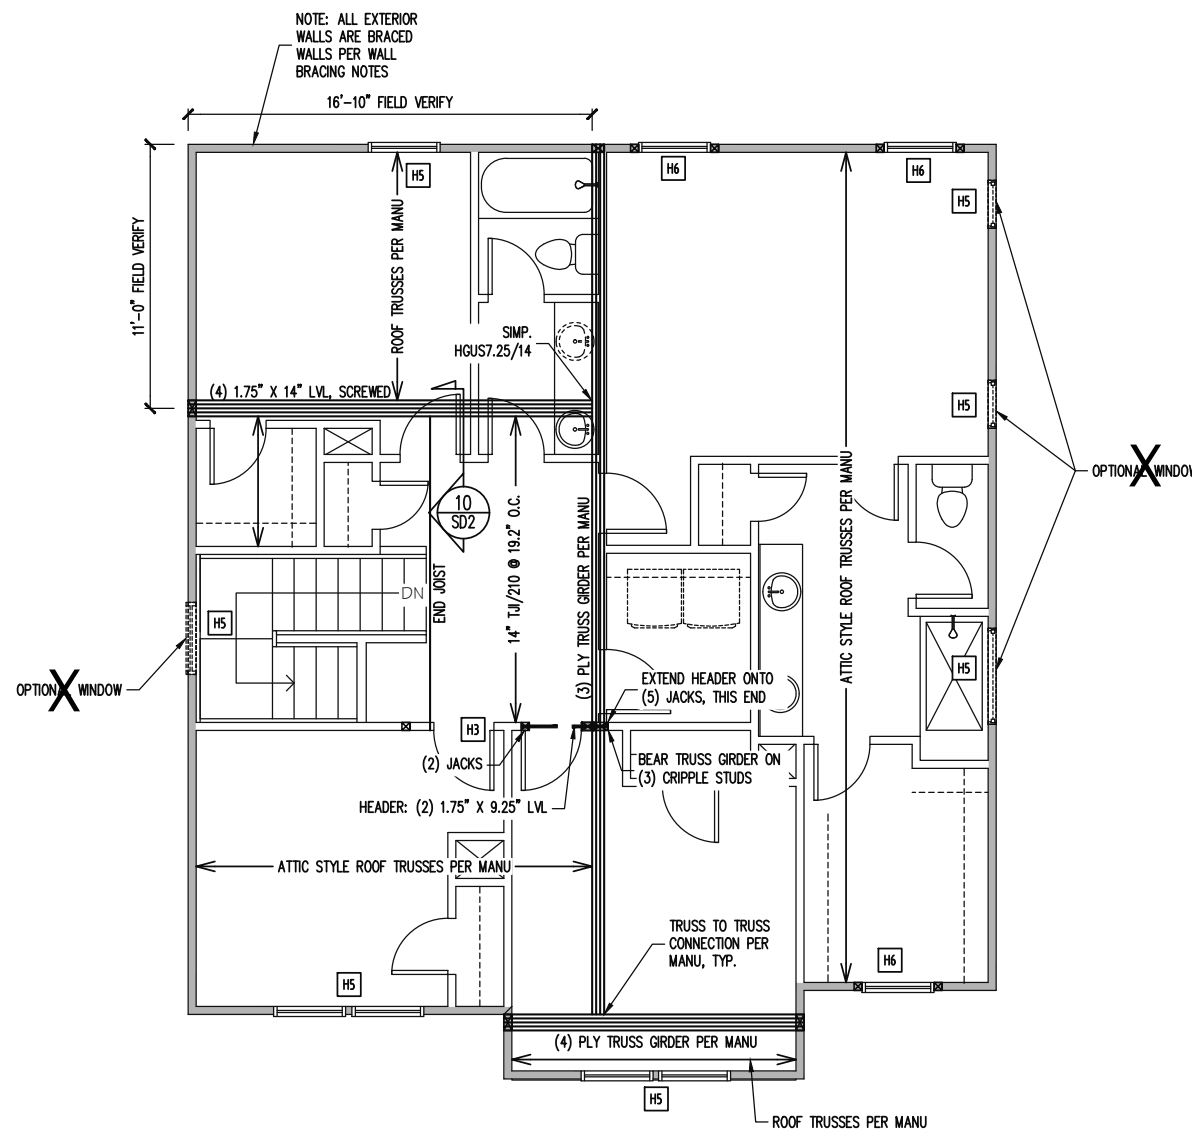 NOTE: ALL EXTERIOR
WALLS ARE BRACED
WALLS PER WALL
BRACING NOTES
16'-10" FIELD VERIFY
11'-0" FIELD VERIFY
H5
H6
H6
H5
ROOF TRUSSES PER MANU
SIMP.
HGUS7.25/14
(4) 1.75" X 14" LVL, SCREWED
H5
X
OPTIONAL WINDOW
10
SD2
14" TJI/210 @ 19.2" O.C.
(3) PLY TRUSS GIRDER PER MANU
ATTIC STYLE ROOF TRUSSES PER MANU
END JOIST
DN
H5
X
OPTIONAL WINDOW
H5
EXTEND HEADER ONTO
(5) JACKS, THIS END
H3
(2) JACKS
BEAR TRUSS GIRDER ON
(3) CRIPPLE STUDS
HEADER: (2) 1.75" X 9.25" LVL
ATTIC STYLE ROOF TRUSSES PER MANU
TRUSS TO TRUSS
CONNECTION PER
MANU, TYP.
H5
H6
(4) PLY TRUSS GIRDER PER MANU
H5
ROOF TRUSSES PER MANU